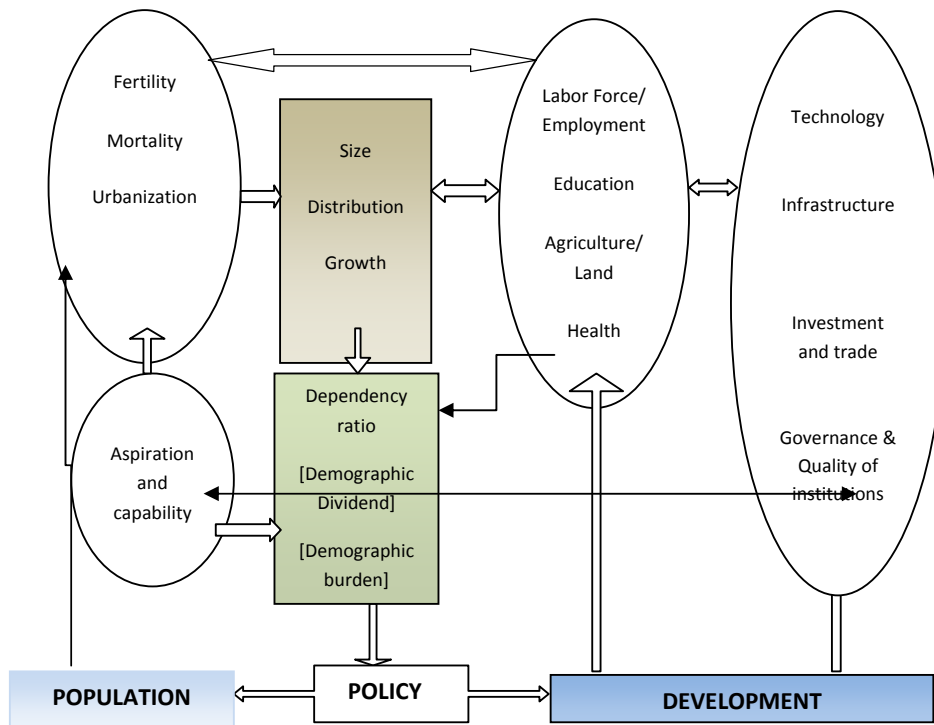 Fertility
Mortality
Urbanization
Size
Distribution
Growth
Labor Force/
Employment
Education
Agriculture/
Land
Health
Technology
Infrastructure
Investment
and trade
Governance &
Quality of
institutions
Aspiration
and
capability
Dependency
ratio
[Demographic
Dividend]
[Demographic
burden]
POPULATION
POLICY
DEVELOPMENT